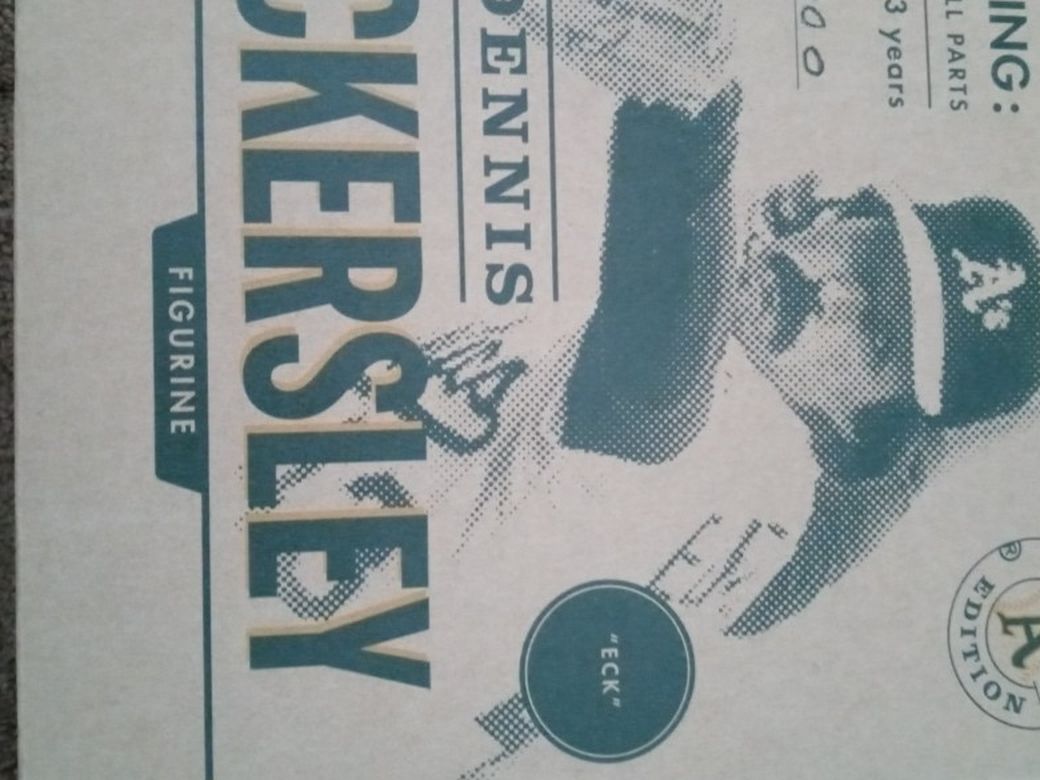 ING:
LL PARTS
3 years
00
A's
® EDITION
A
DENNIS
CKERSLEY
"ECK"
FIGURINE